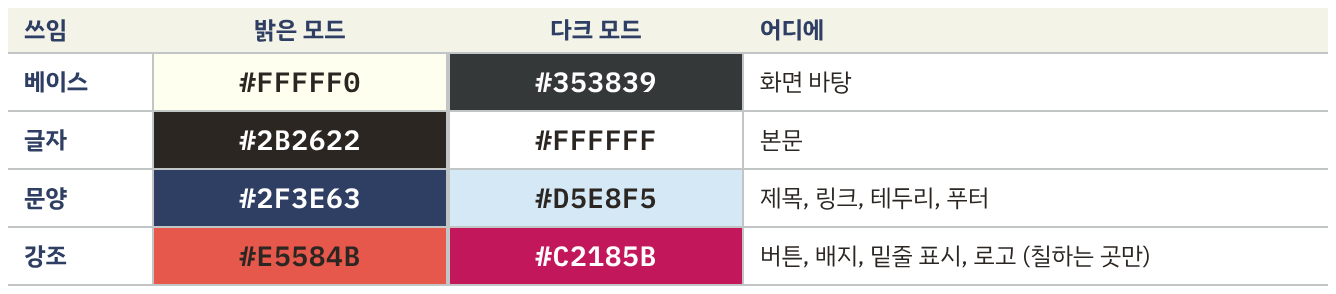 쓰임 밝은 모드 다크 모드 어디에
베이스 #FFFFF0 #353839 화면 바탕
글자 #2B2622 #FFFFFF 본문
문양 #2F3E63 #D5E8F5 제목, 링크, 테두리, 푸터
강조 #E5584B #C2185B 버튼, 배지, 밑줄 표시, 로고 (칠하는 곳만)